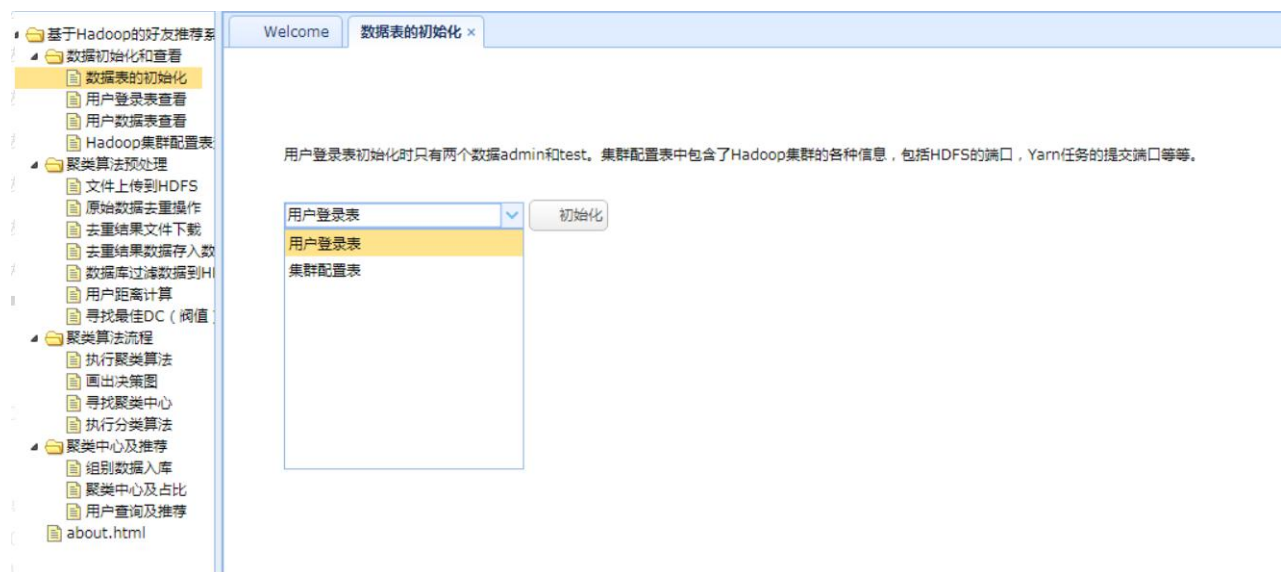 基于Hadoop的好友推荐系
数据初始化和查看
数据表的初始化
用户登录表查看
用户数据表查看
Hadoop集群配置表
聚类算法预处理
文件上传到HDFS
原始数据去重操作
去重结果文件下载
去重结果数据存入数
数据库过滤数据到H
用户距离计算
寻找最佳DC（阀值
聚类算法流程
执行聚类算法
画出决策图
寻找聚类中心
执行分类算法
聚类中心及推荐
组别数据入库
聚类中心及占比
用户查询及推荐
about.html
Welcome 数据表的初始化 ×
用户登录表初始化时只有两个数据admin和test。集群配置表中包含了Hadoop集群的各种信息，包括HDFS的端口，Yarn任务的提交端口等等。
用户登录表 初始化
用户登录表
集群配置表